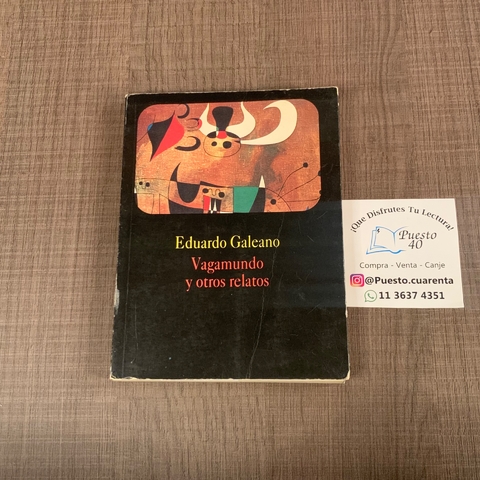 Eduardo Galeano
Vagamundo
y otros relatos
¡Que Disfrutes Tu Lectura!
Puesto
40
Compra - Venta - Canje
@Puesto.cuarenta
11 3637 4351